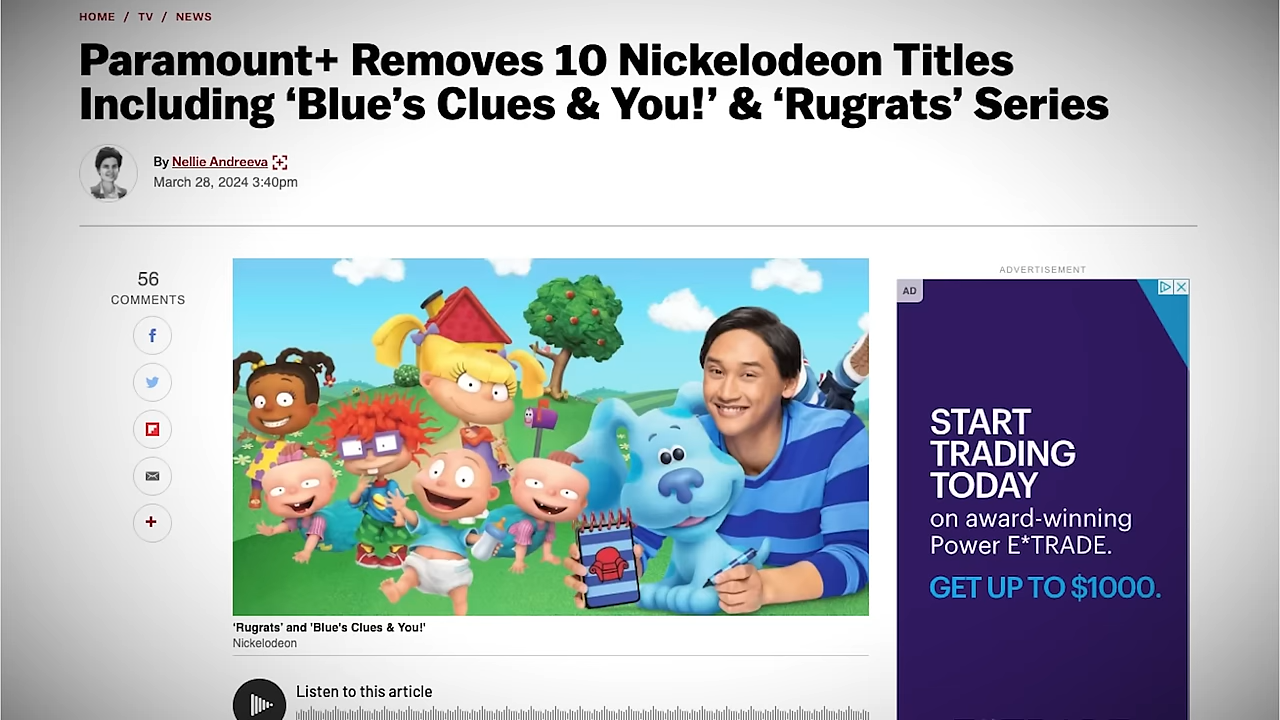 HOME / TV / NEWS
Paramount+ Removes 10 Nickelodeon Titles
Including ‘Blue’s Clues & You!’ & ‘Rugrats’ Series
By Nellie Andreeva
March 28, 2024 3:40pm
56
COMMENTS
ADVERTISEMENT
AD
START
TRADING
TODAY
on award-winning
Power E*TRADE.
GET UP TO $1000.
‘Rugrats’ and 'Blue's Clues & You!'
Nickelodeon
Listen to this article